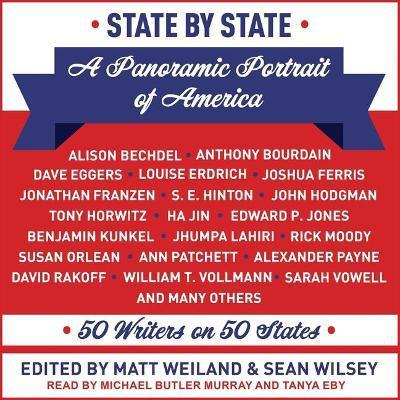 • STATE BY STATE •
A Panoramic Portrait
of America
ALISON BECHDEL • ANTHONY BOURDAIN
DAVE EGGERS • LOUISE ERDRICH • JOSHUA FERRIS
JONATHAN FRANZEN • S. E. HINTON • JOHN HODGMAN
TONY HORWITZ • HA JIN • EDWARD P. JONES
BENJAMIN KUNKEL • JHUMPA LAHIRI • RICK MOODY
SUSAN ORLEAN • ANN PATCHETT • ALEXANDER PAYNE
DAVID RAKOFF • WILLIAM T. VOLLMANN • SARAH VOWELL
AND MANY OTHERS
• 50 Writers on 50 States •
EDITED BY MATT WEILAND & SEAN WILSEY
READ BY MICHAEL BUTLER MURRAY AND TANYA EBY